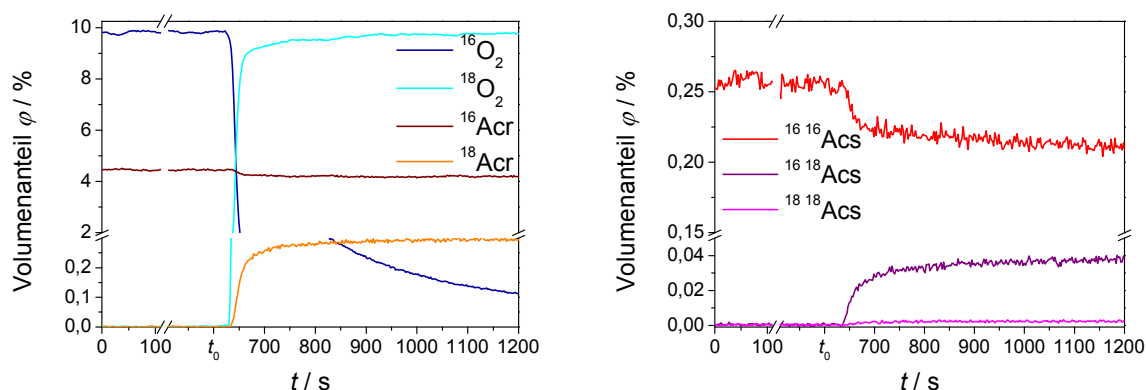 Volumenanteil φ / %
10
8
6
4
2
0,2
0,1
0,0
¹⁶O₂
¹⁸O₂
¹⁶Acr
¹⁸Acr
0 100 t₀ 700 800 900 1000 1100 1200
t / s
Volumenanteil φ / %
0,30
0,25
0,20
0,15
0,04
0,02
0,00
¹⁶ ¹⁶Acs
¹⁶ ¹⁸Acs
¹⁸ ¹⁸Acs
0 100 t₀ 700 800 900 1000 1100 1200
t / s